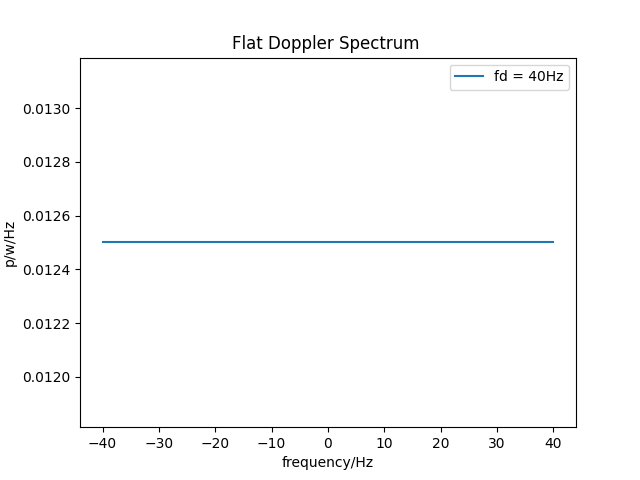 Flat Doppler Spectrum
fd = 40Hz
0.0130
0.0128
0.0126
0.0124
0.0122
0.0120
p/w/Hz
−40 −30 −20 −10 0 10 20 30 40
frequency/Hz